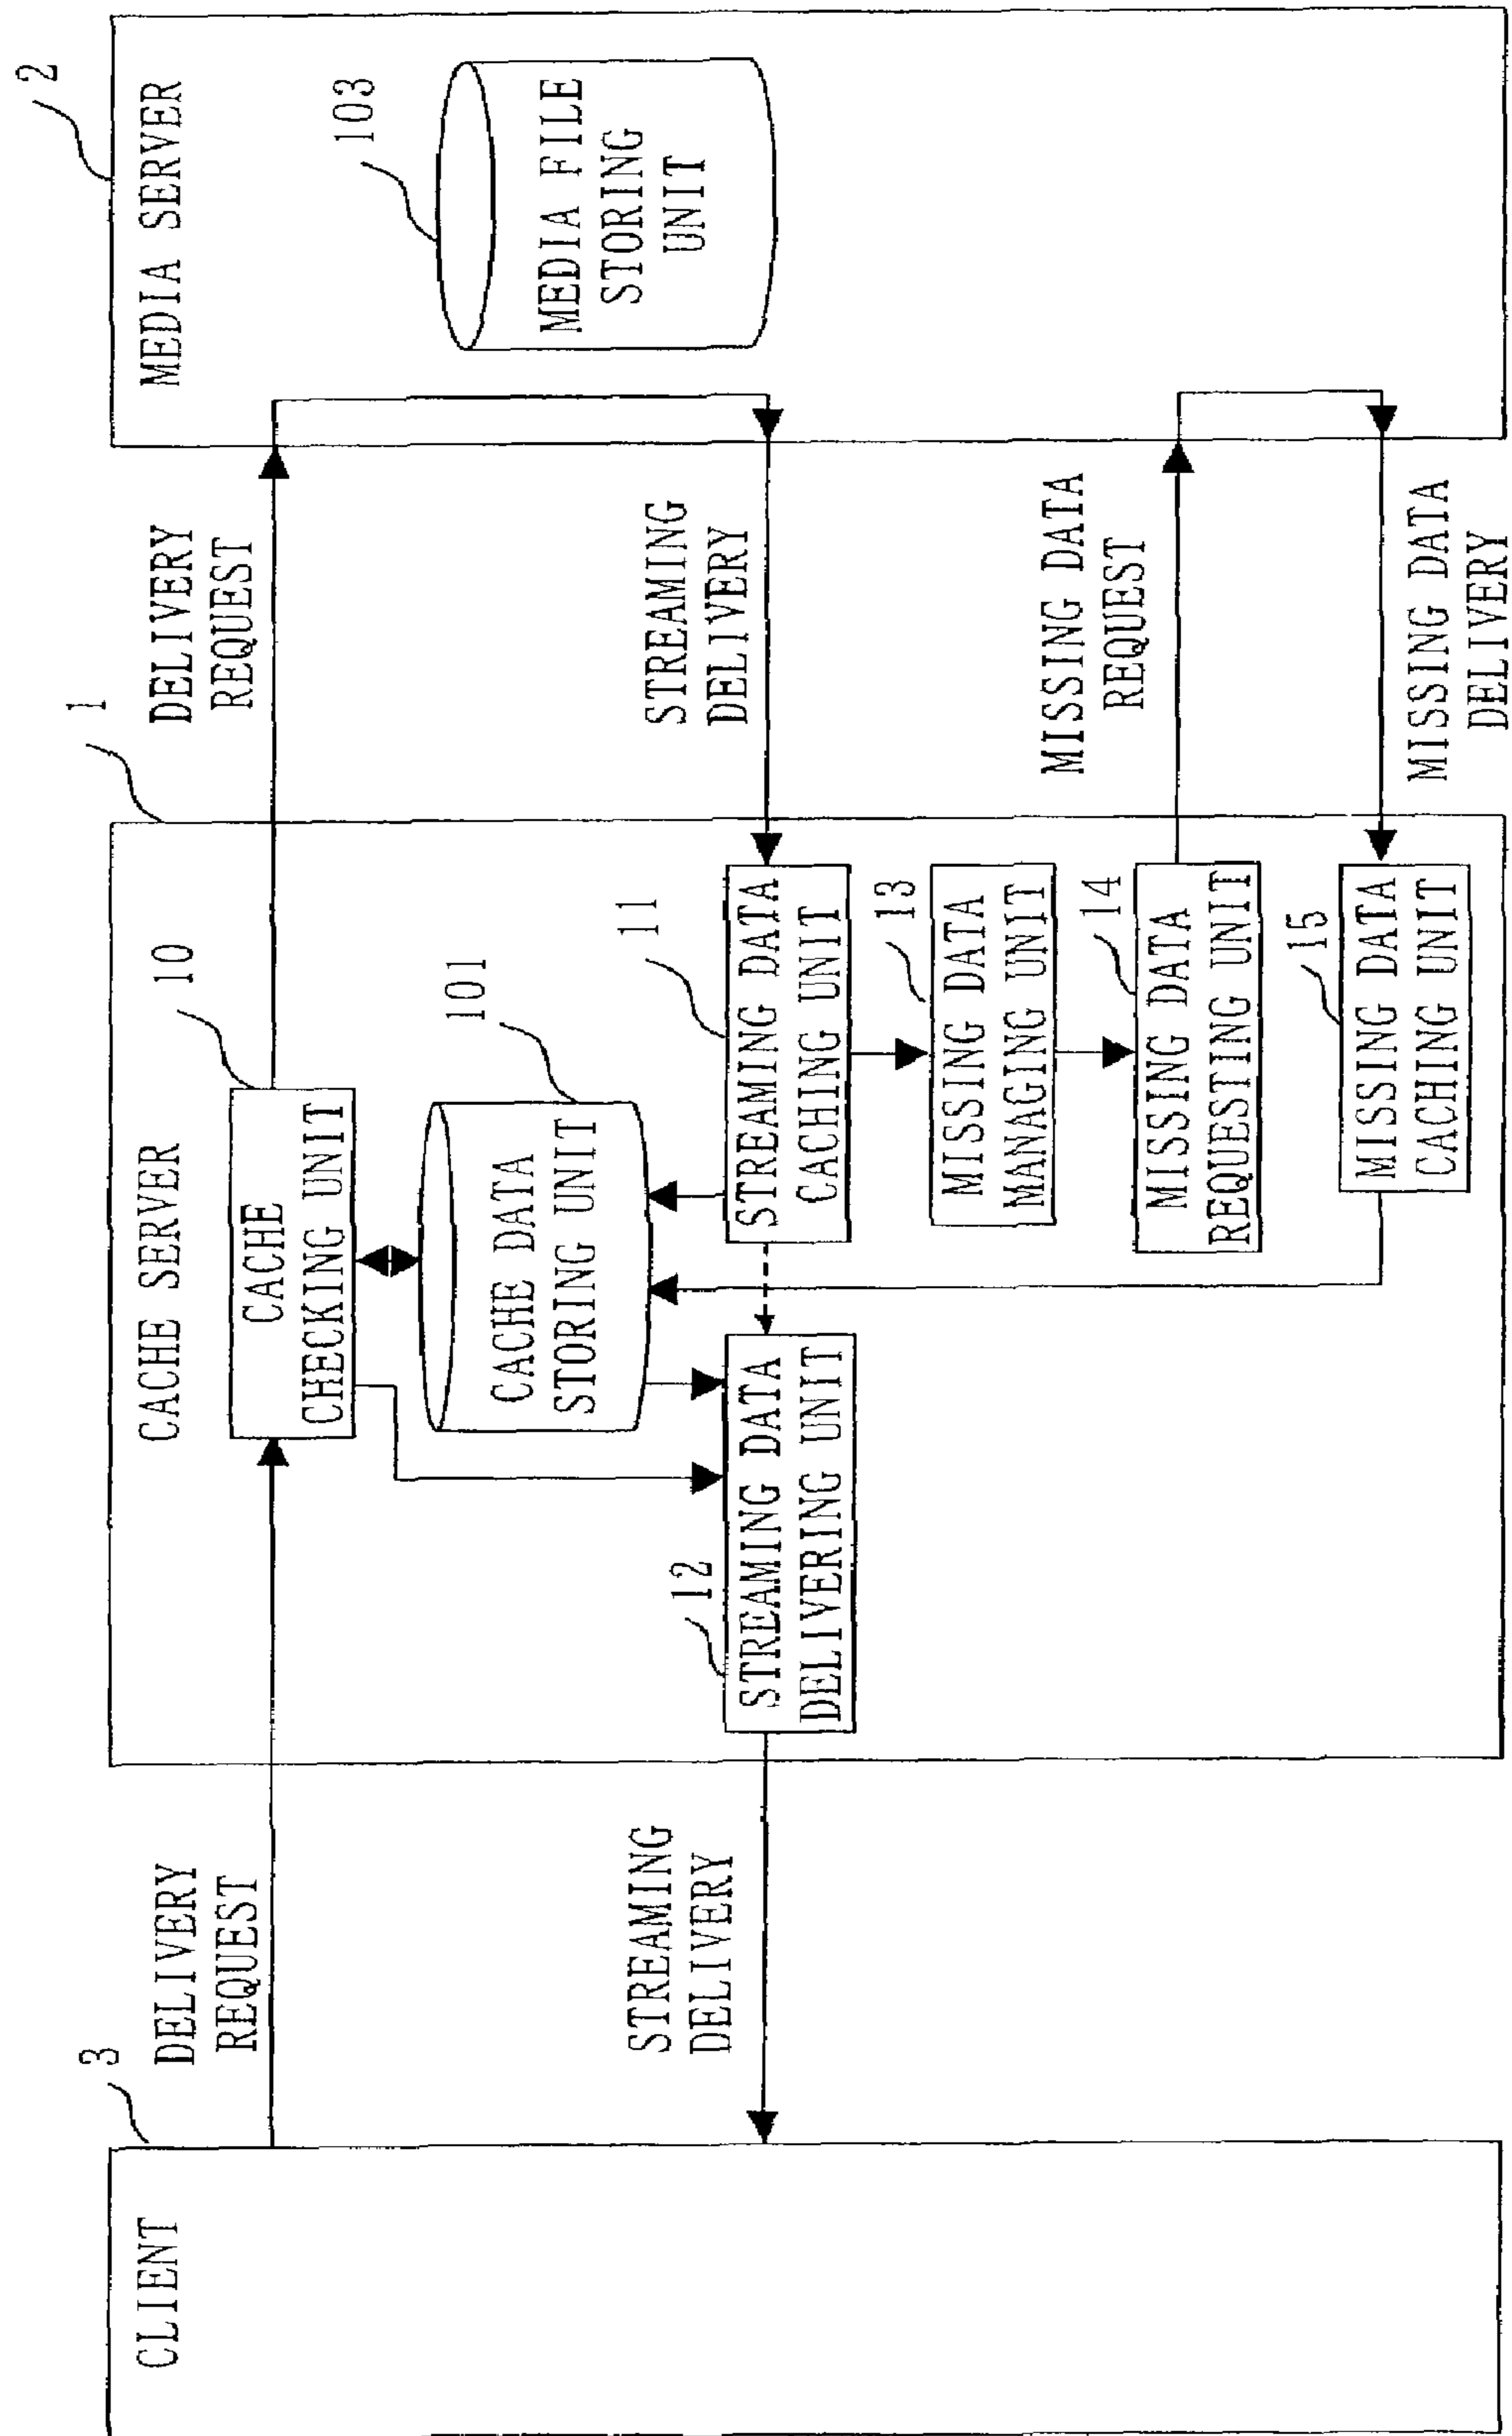 CLIENT
3
DELIVERY
REQUEST
STREAMING
DELIVERY
CACHE SERVER
1
CACHE
CHECKING UNIT
10
CACHE DATA
STORING UNIT
101
STREAMING DATA
DELIVERING UNIT
12
STREAMING DATA
CACHING UNIT
11
MISSING DATA
MANAGING UNIT
13
MISSING DATA
REQUESTING UNIT
14
MISSING DATA
CACHING UNIT
15
DELIVERY
REQUEST
STREAMING
DELIVERY
MISSING DATA
REQUEST
MISSING DATA
DELIVERY
MEDIA SERVER
2
MEDIA FILE
STORING
UNIT
103